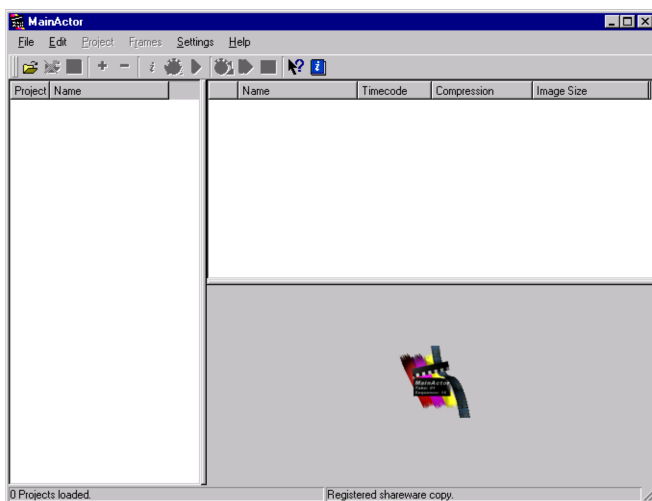 MainActor
File Edit Project Frames Settings Help
Project Name Name Timecode Compression Image Size
MainActor
0 Projects loaded. Registered shareware copy.